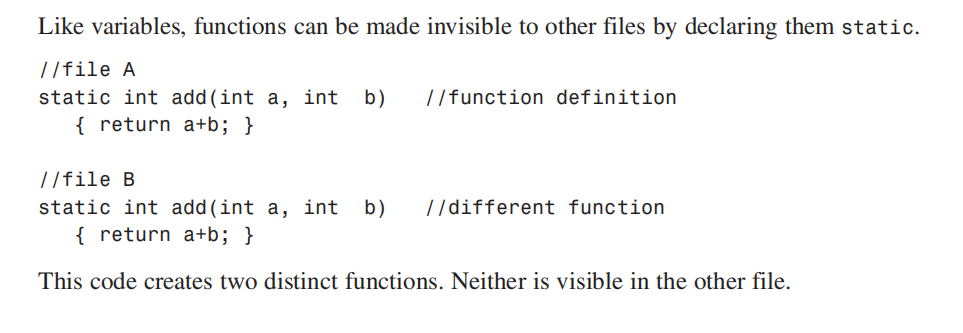 Like variables, functions can be made invisible to other files by declaring them static.
//file A
static int add(int a, int  b)   //function definition
   { return a+b; }
//file B
static int add(int a, int  b)   //different function
   { return a+b; }
This code creates two distinct functions. Neither is visible in the other file.